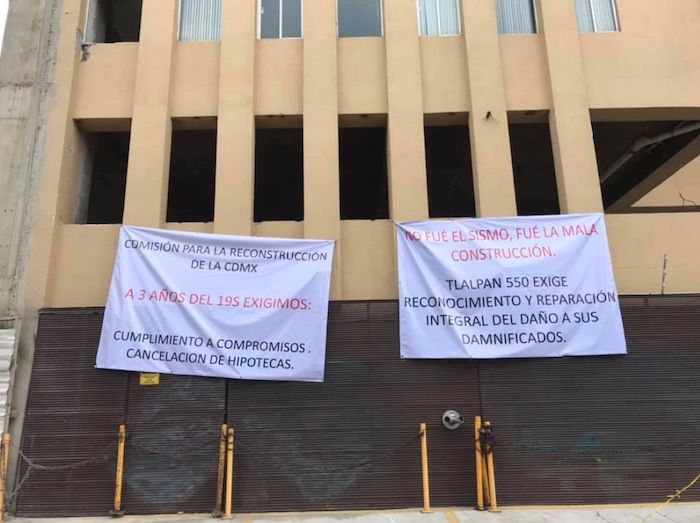 COMISIÓN PARA LA RECONSTRUCCIÓN
DE LA CDMX
A 3 AÑOS DEL 19S EXIGIMOS:
CUMPLIMIENTO A COMPROMISOS .
CANCELACION DE HIPOTECAS.
NO FUÉ EL SISMO, FUÉ LA MALA
CONSTRUCCIÓN.
TLALPAN 550 EXIGE
RECONOCIMIENTO Y REPARACIÓN
INTEGRAL DEL DAÑO A SUS
DAMNIFICADOS.